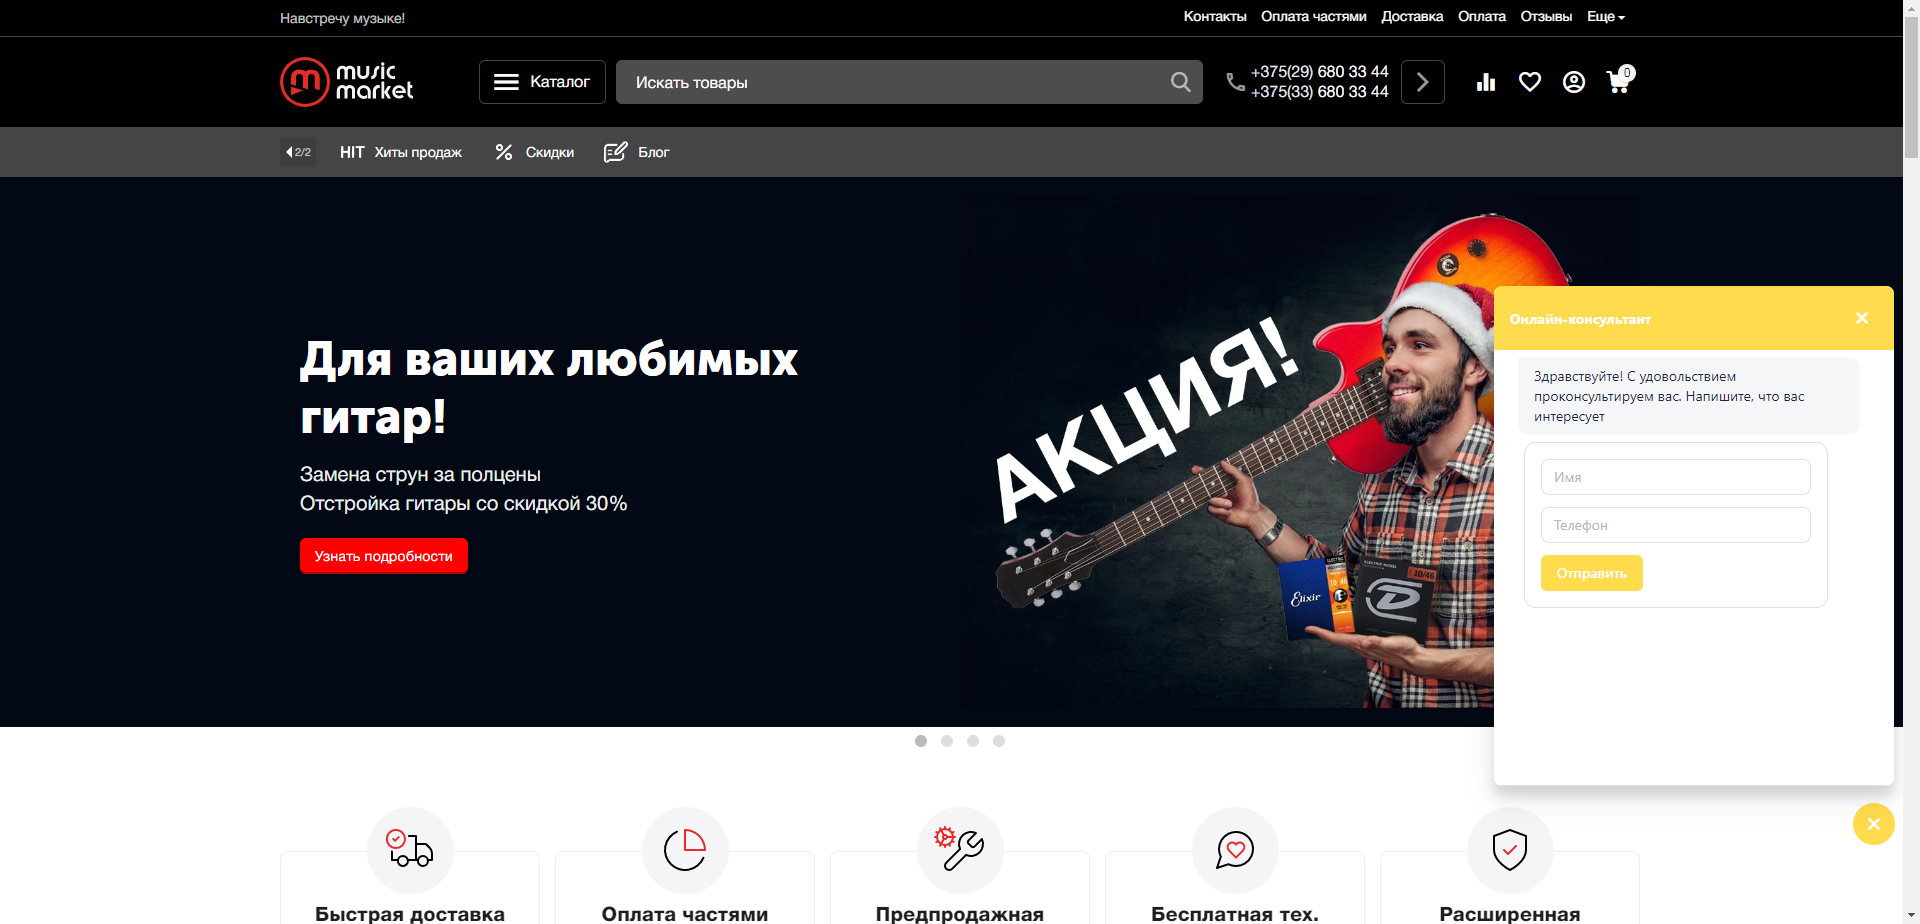 Навстречу музыке!
Контакты Оплата частями Доставка Оплата Отзывы Еще
music
market
Каталог
Искать товары
+375(29) 680 33 44
+375(33) 680 33 44
0
2/2
HIT Хиты продаж
% Скидки
Блог
Для ваших любимых
гитар!
Замена струн за полцены
Отстройка гитары со скидкой 30%
Узнать подробности
АКЦИЯ!
Elixir
10/46
Онлайн-консультант
Здравствуйте! С удовольствием
проконсультируем вас. Напишите, что вас
интересует
Имя
Телефон
Отправить
Быстрая доставка
Оплата частями
Предпродажная
Бесплатная тех.
Расширенная